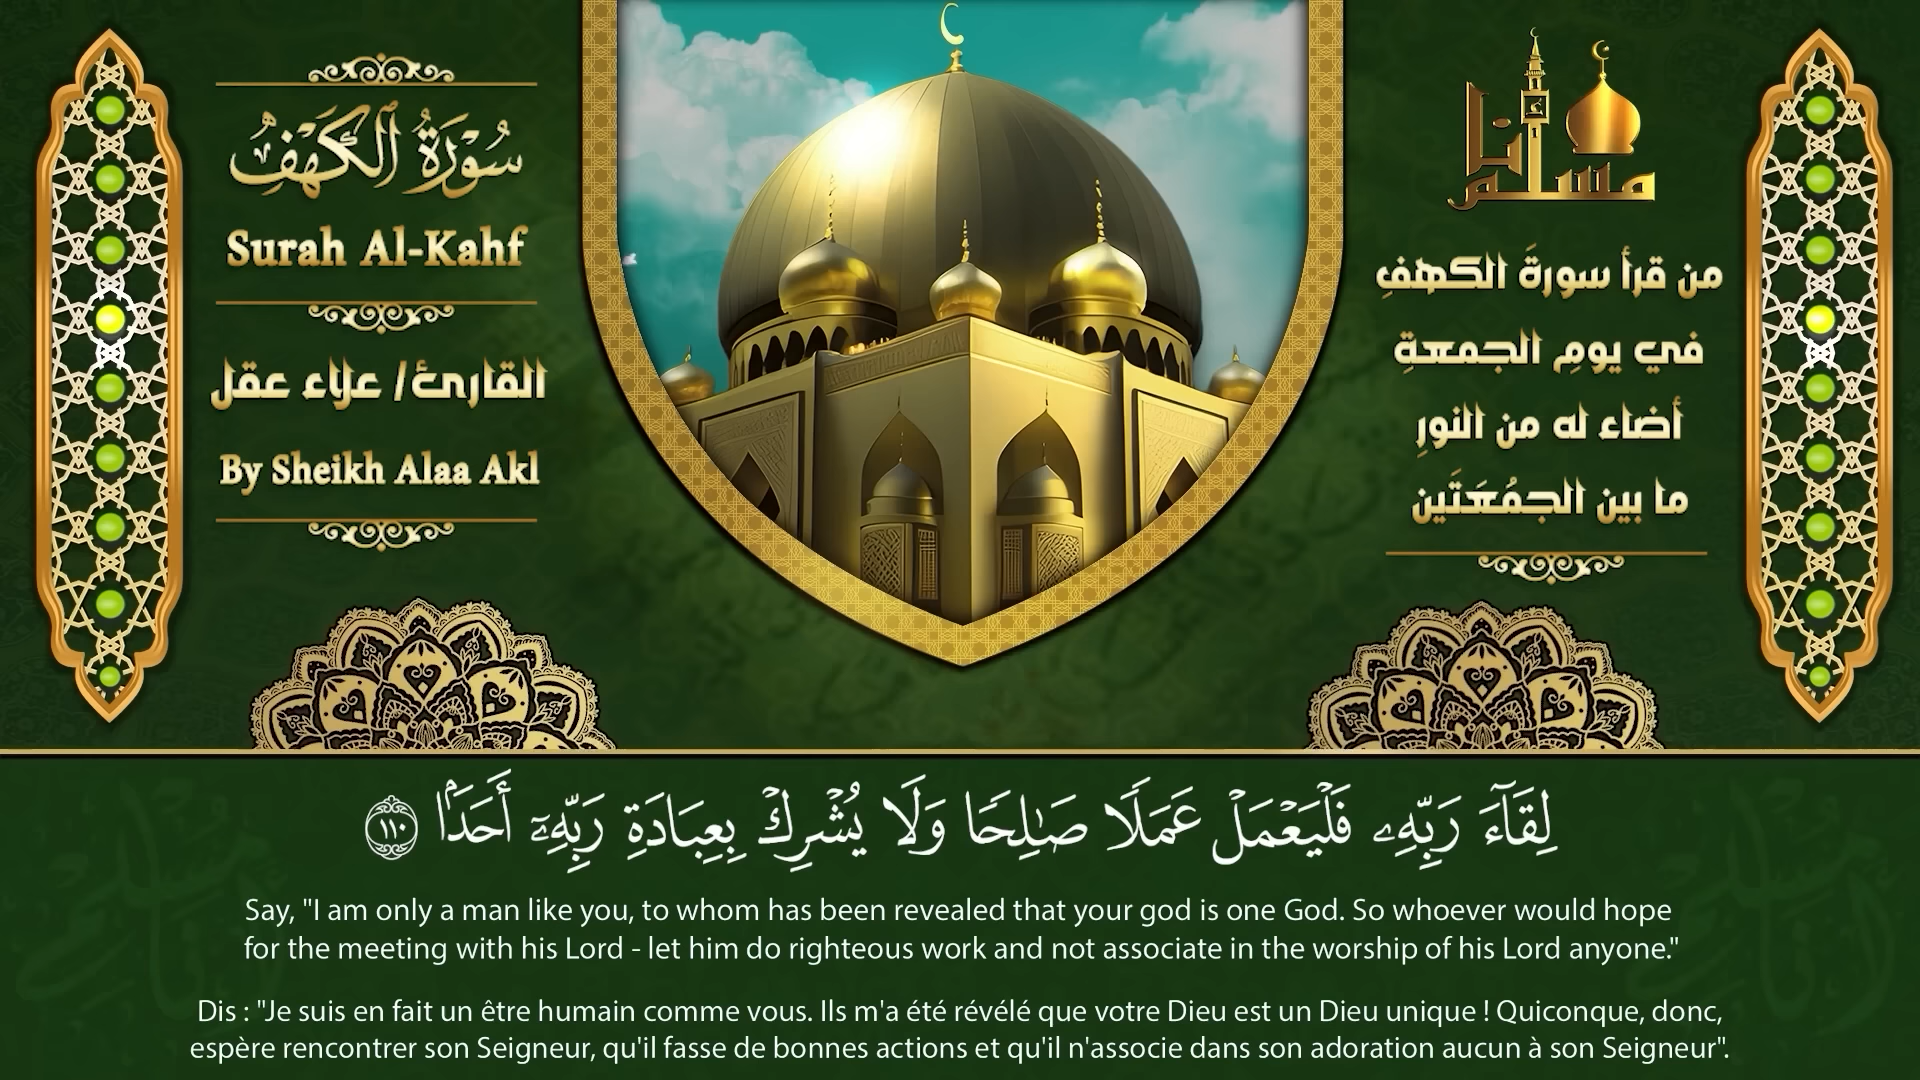 سُوْرَةُ الْكَهْفِ
Surah Al-Kahf
القارئ / علاء عقل
By Sheikh Alaa Akl
أنا
مسلم
من قرأ سورةَ الكهفِ
في يومِ الجمعةِ
أضاء له من النورِ
ما بين الجمُعَتَين
لِقَآءَ رَبِّهِۦ فَلْيَعْمَلْ عَمَلًا صَـٰلِحًا وَلَا يُشْرِكْ بِعِبَادَةِ رَبِّهِۦٓ أَحَدًۢا ١١٠
Say, "I am only a man like you, to whom has been revealed that your god is one God. So whoever would hope
for the meeting with his Lord - let him do righteous work and not associate in the worship of his Lord anyone."
Dis : "Je suis en fait un être humain comme vous. Ils m'a été révélé que votre Dieu est un Dieu unique ! Quiconque, donc,
espère rencontrer son Seigneur, qu'il fasse de bonnes actions et qu'il n'associe dans son adoration aucun à son Seigneur".